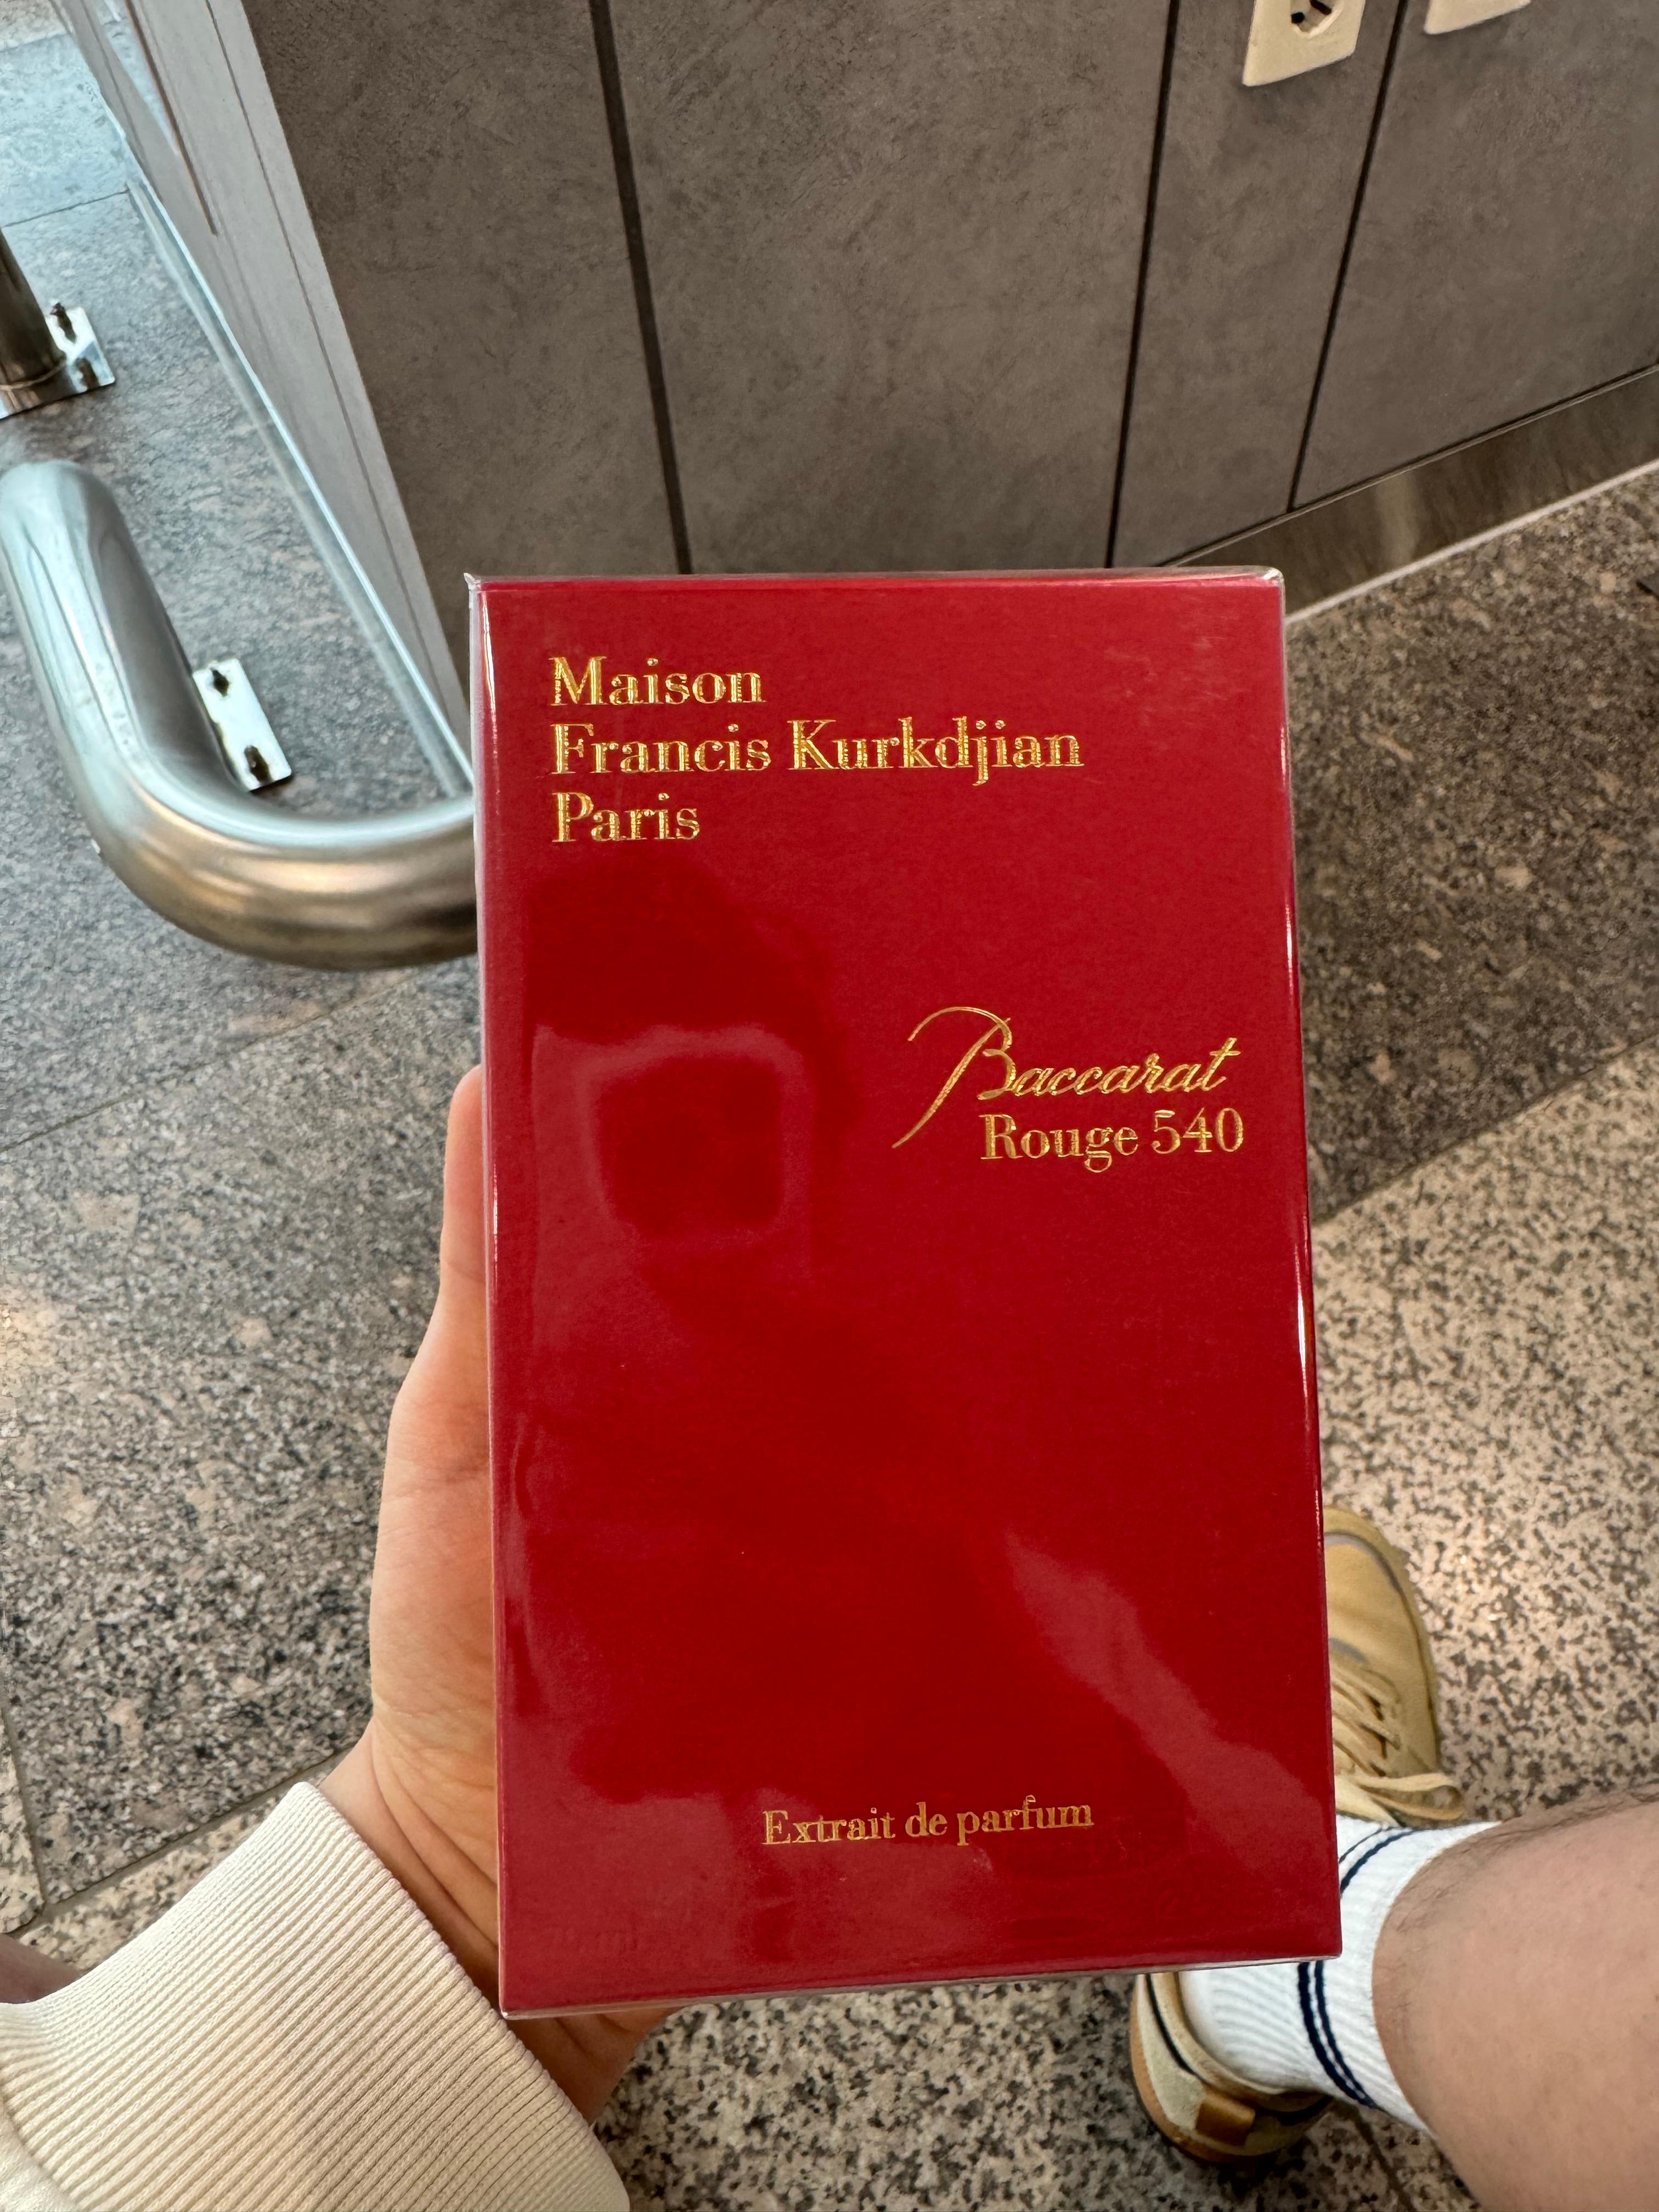 Maison
Francis Kurkdjian
Paris
Baccarat
Rouge 540
Extrait de parfum